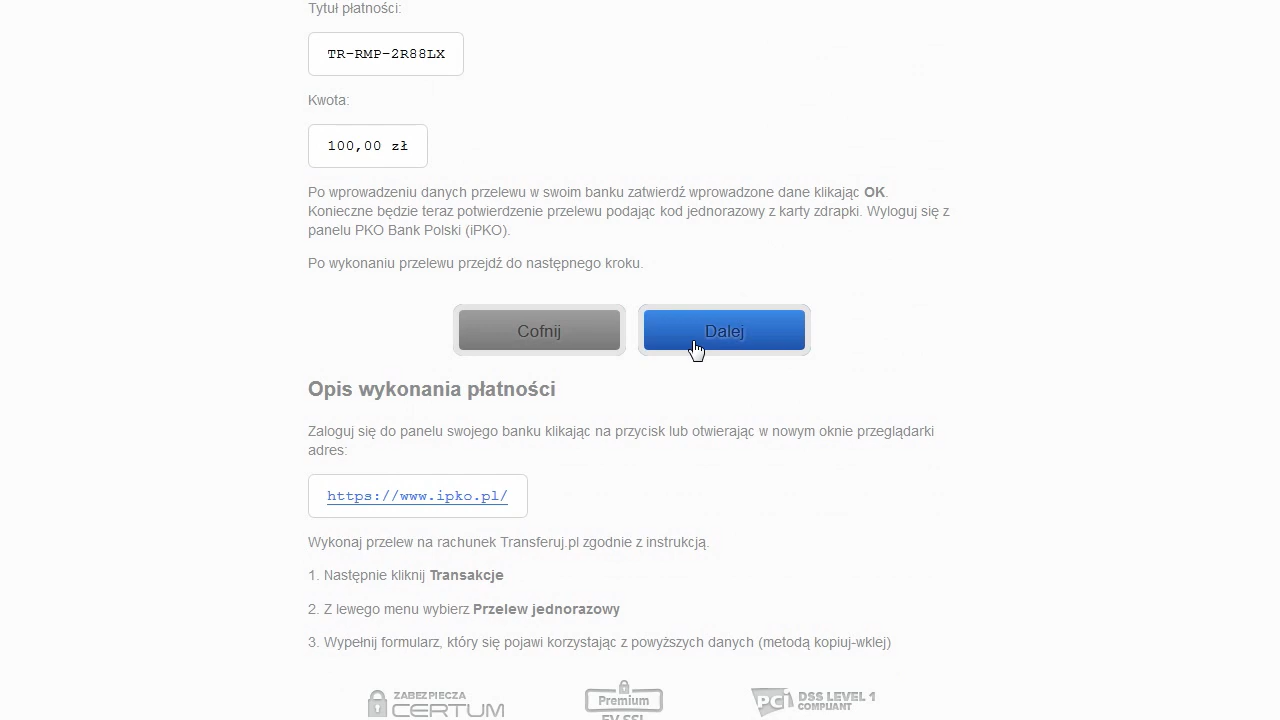 Tytuł płatności:
TR-RMP-2R88LX
Kwota:
100,00 zł
Po wprowadzeniu danych przelewu w swoim banku zatwierdź wprowadzone dane klikając OK.
Konieczne będzie teraz potwierdzenie przelewu podając kod jednorazowy z karty zdrapki. Wyloguj się z
panelu PKO Bank Polski (iPKO).
Po wykonaniu przelewu przejdź do następnego kroku.
Cofnij
Dalej
Opis wykonania płatności
Zaloguj się do panelu swojego banku klikając na przycisk lub otwierając w nowym oknie przeglądarki
adres:
https://www.ipko.pl/
Wykonaj przelew na rachunek Transferuj.pl zgodnie z instrukcją.
1. Następnie kliknij Transakcje
2. Z lewego menu wybierz Przelew jednorazowy
3. Wypełnij formularz, który się pojawi korzystając z powyższych danych (metodą kopiuj-wklej)
ZABEZPIECZA
CERTUM
Premium
EV SSL
PCI
DSS LEVEL 1
COMPLIANT